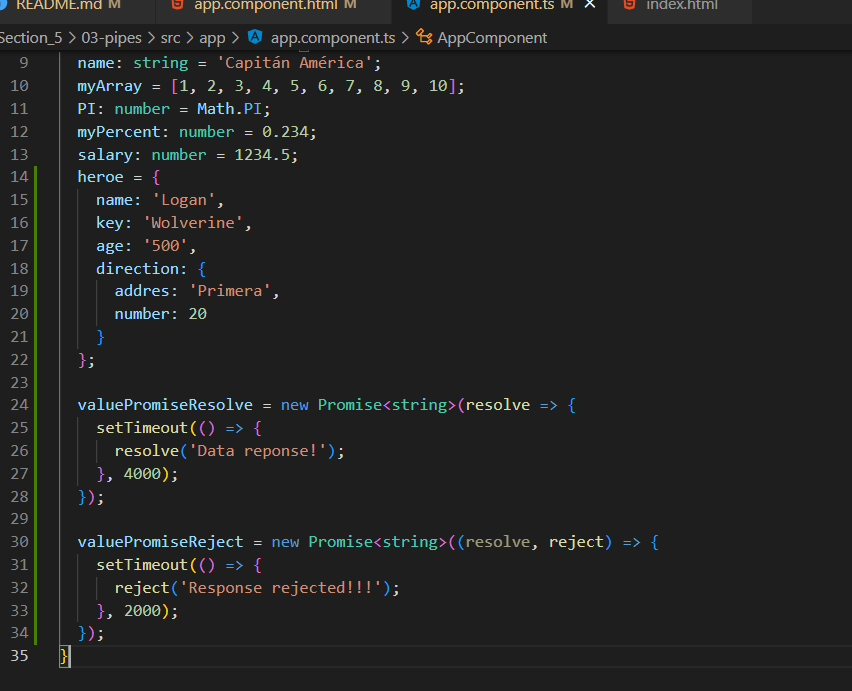 README.md M app.component.html M app.component.ts M × index.html
Section_5 > 03-pipes > src > app > app.component.ts > AppComponent
9 name: string = 'Capitán América';
10 myArray = [1, 2, 3, 4, 5, 6, 7, 8, 9, 10];
11 PI: number = Math.PI;
12 myPercent: number = 0.234;
13 salary: number = 1234.5;
14 heroe = {
15 name: 'Logan',
16 key: 'Wolverine',
17 age: '500',
18 direction: {
19 addres: 'Primera',
20 number: 20
21 }
22 };
23
24 valuePromiseResolve = new Promise<string>(resolve => {
25 setTimeout(() => {
26 resolve('Data reponse!');
27 }, 4000);
28 });
29
30 valuePromiseReject = new Promise<string>((resolve, reject) => {
31 setTimeout(() => {
32 reject('Response rejected!!!');
33 }, 2000);
34 });
35 }